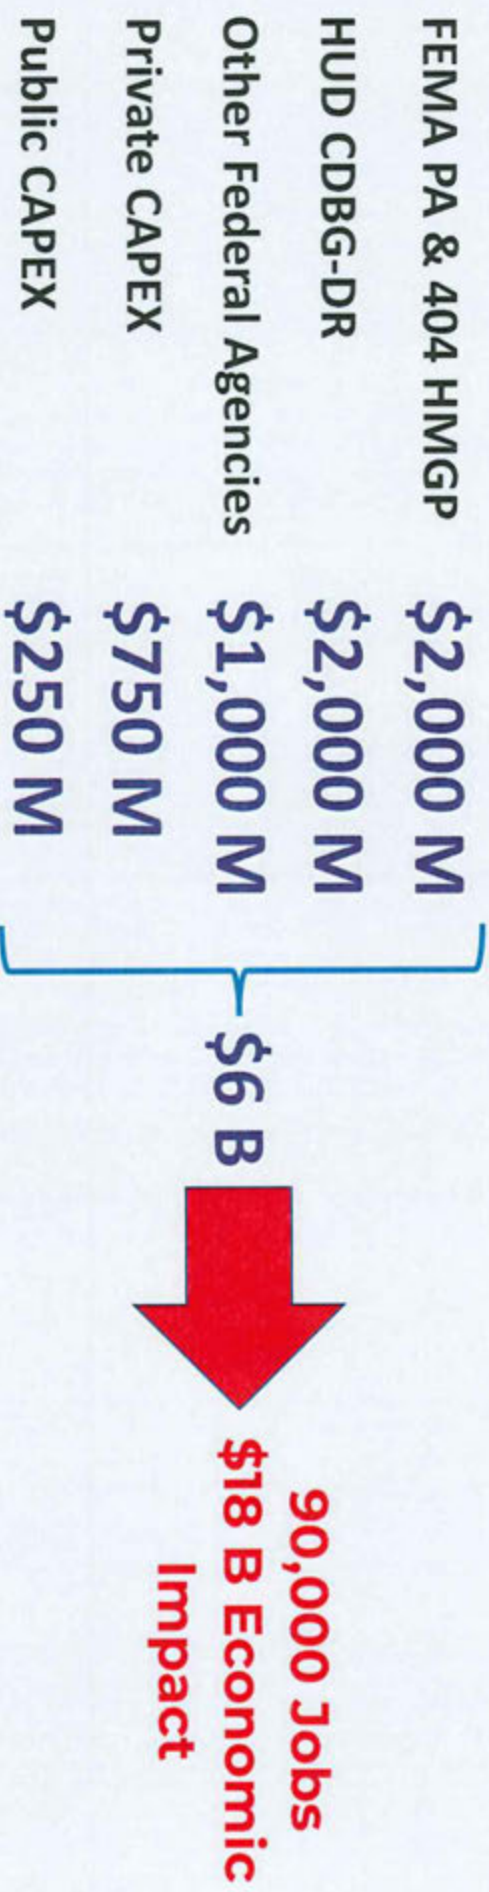 FEMA PA & 404 HMGP $2,000 M
HUD CDBG-DR $2,000 M
Other Federal Agencies $1,000 M
Private CAPEX $750 M
Public CAPEX $250 M
$6 B
90,000 Jobs
$18 B Economic
Impact